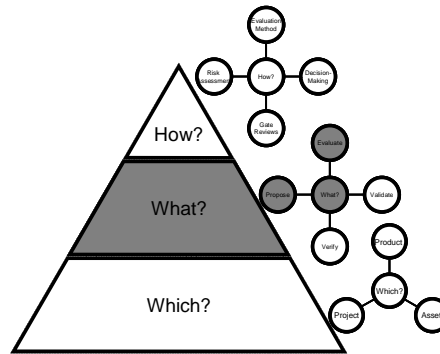 Evaluation
Method
Risk
Assessment
How?
Decision-
Making
Gate
Reviews
How?
Evaluate
Propose
What?
Validate
Verify
What?
Product
Which?
Project
Asset
Which?